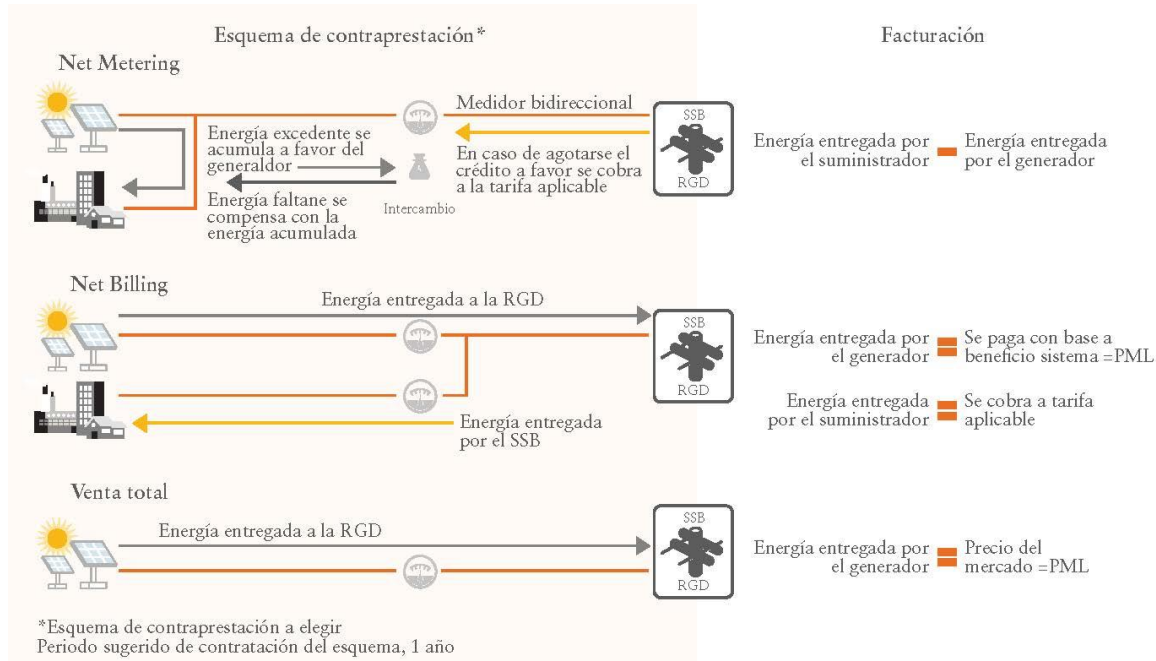 Esquema de contraprestación*
Facturación
Net Metering
Medidor bidireccional
SSB
RGD
Energía excedente se
acumula a favor del
generaldor
En caso de agotarse el
crédito a favor se cobra
a la tarifa aplicable
Energía faltane se
compensa con la
energía acumulada
Intercambio
Energía entregada por
el suministrador
Energía entregada
por el generador
Net Billing
Energía entregada a la RGD
SSB
RGD
Energía entregada
por el SSB
Energía entregada por
el generador
Se paga con base a
beneficio sistema =PML
Energía entregada
por el suministrador
Se cobra a tarifa
aplicable
Venta total
Energía entregada a la RGD
SSB
RGD
Energía entregada por
el generador
Precio del
mercado =PML
*Esquema de contraprestación a elegir
Periodo sugerido de contratación del esquema, 1 año